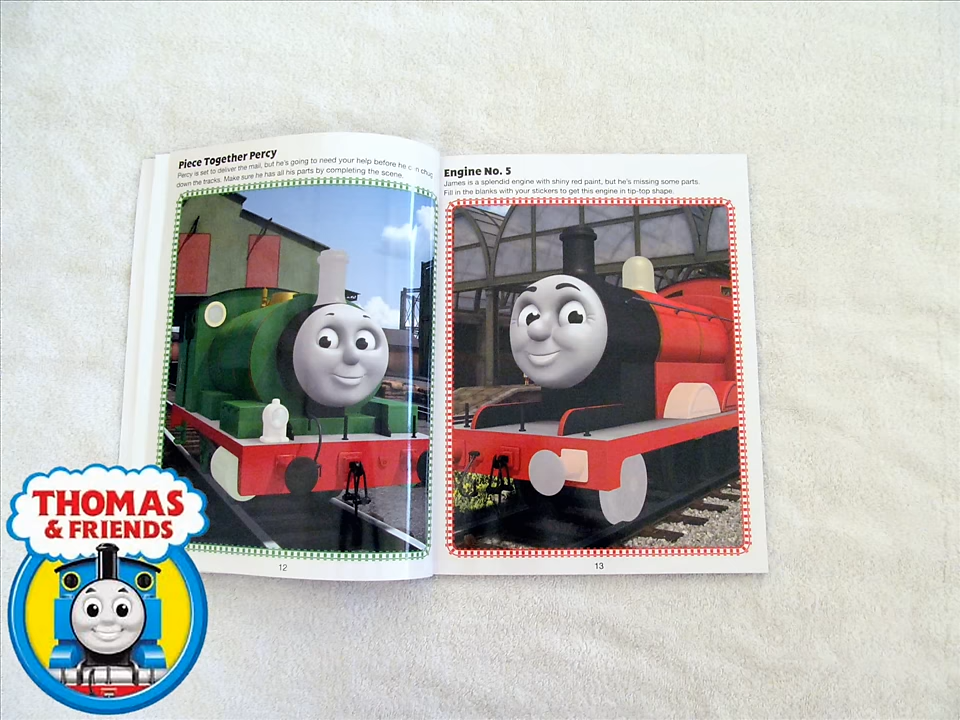 Piece Together Percy
Percy is set to deliver the mail, but he's going to need your help before he can chug
down the tracks. Make sure he has all his parts by completing the scene.
Engine No. 5
James is a splendid engine with shiny red paint, but he's missing some parts.
Fill in the blanks with your stickers to get this engine in tip-top shape.
12
13
THOMAS
& FRIENDS